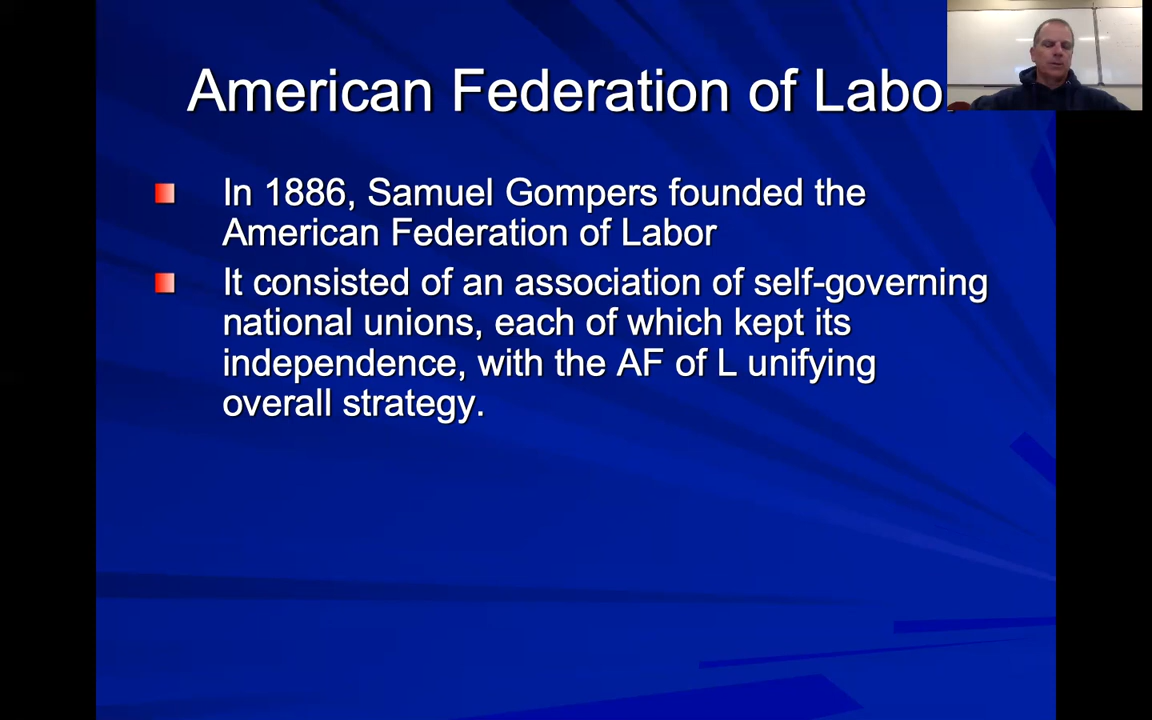 American Federation of Labo
In 1886, Samuel Gompers founded the
American Federation of Labor
It consisted of an association of self-governing
national unions, each of which kept its
independence, with the AF of L unifying
overall strategy.